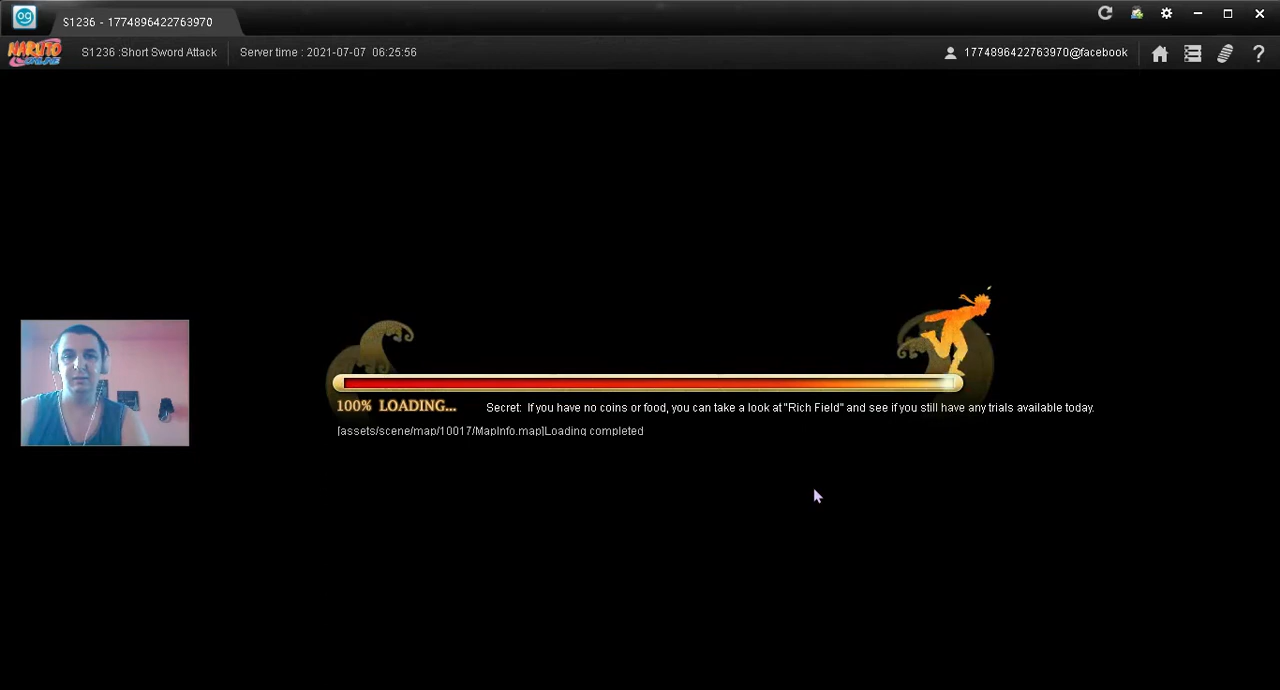 og
S1236 - 1774896422763970
NARUTO
ONLINE
S1236 :Short Sword Attack
Server time : 2021-07-07 06:25:56
1774896422763970@facebook
?
100% LOADING...
Secret: If you have no coins or food, you can take a look at "Rich Field" and see if you still have any trials available today.
[assets/scene/map/10017/MapInfo.map]Loading completed